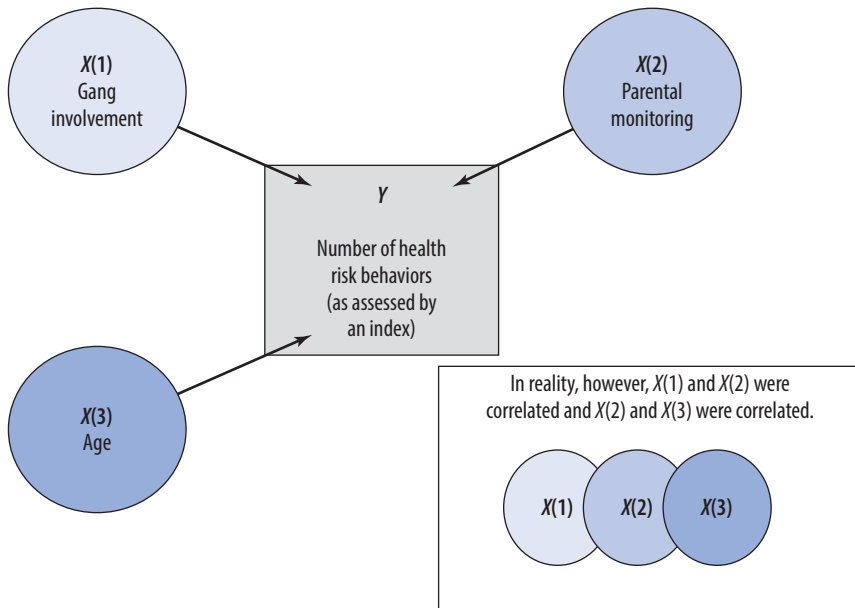 X(1)
Gang
involvement
X(2)
Parental
monitoring
Y
Number of health
risk behaviors
(as assessed by
an index)
X(3)
Age
In reality, however, X(1) and X(2) were
correlated and X(2) and X(3) were correlated.
X(1) X(2) X(3)